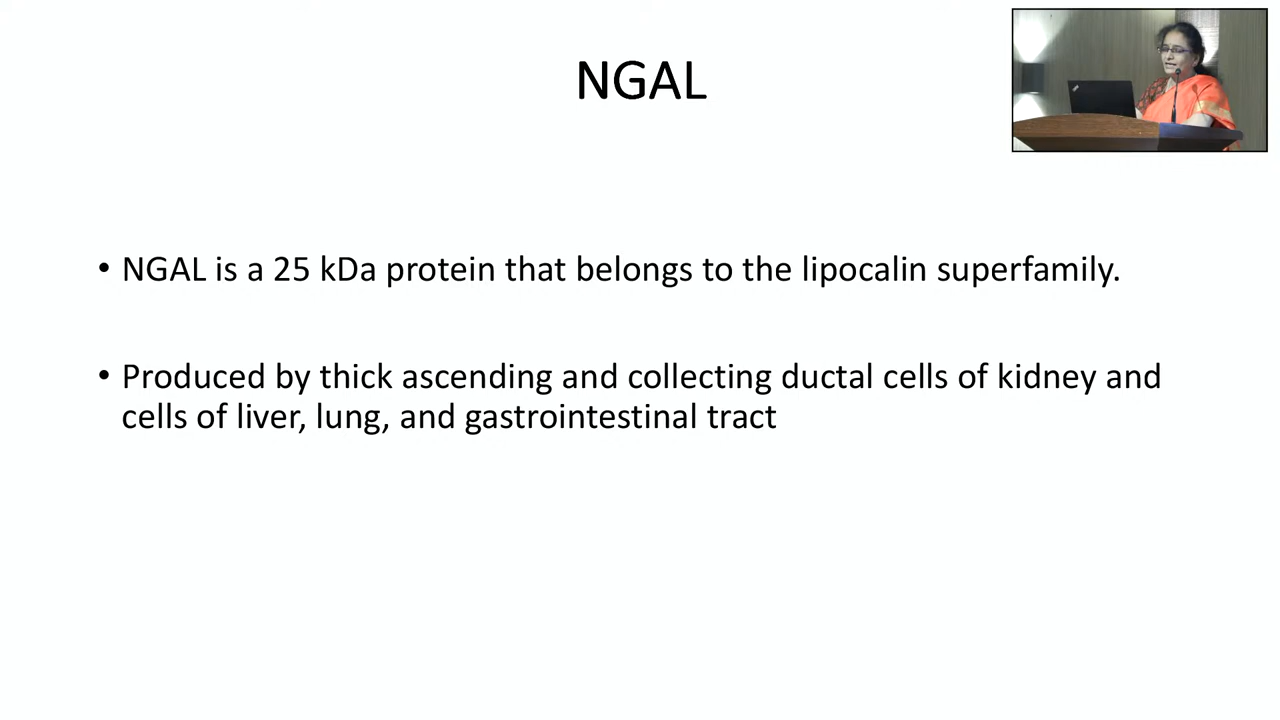 NGAL
• NGAL is a 25 kDa protein that belongs to the lipocalin superfamily.
• Produced by thick ascending and collecting ductal cells of kidney and
cells of liver, lung, and gastrointestinal tract